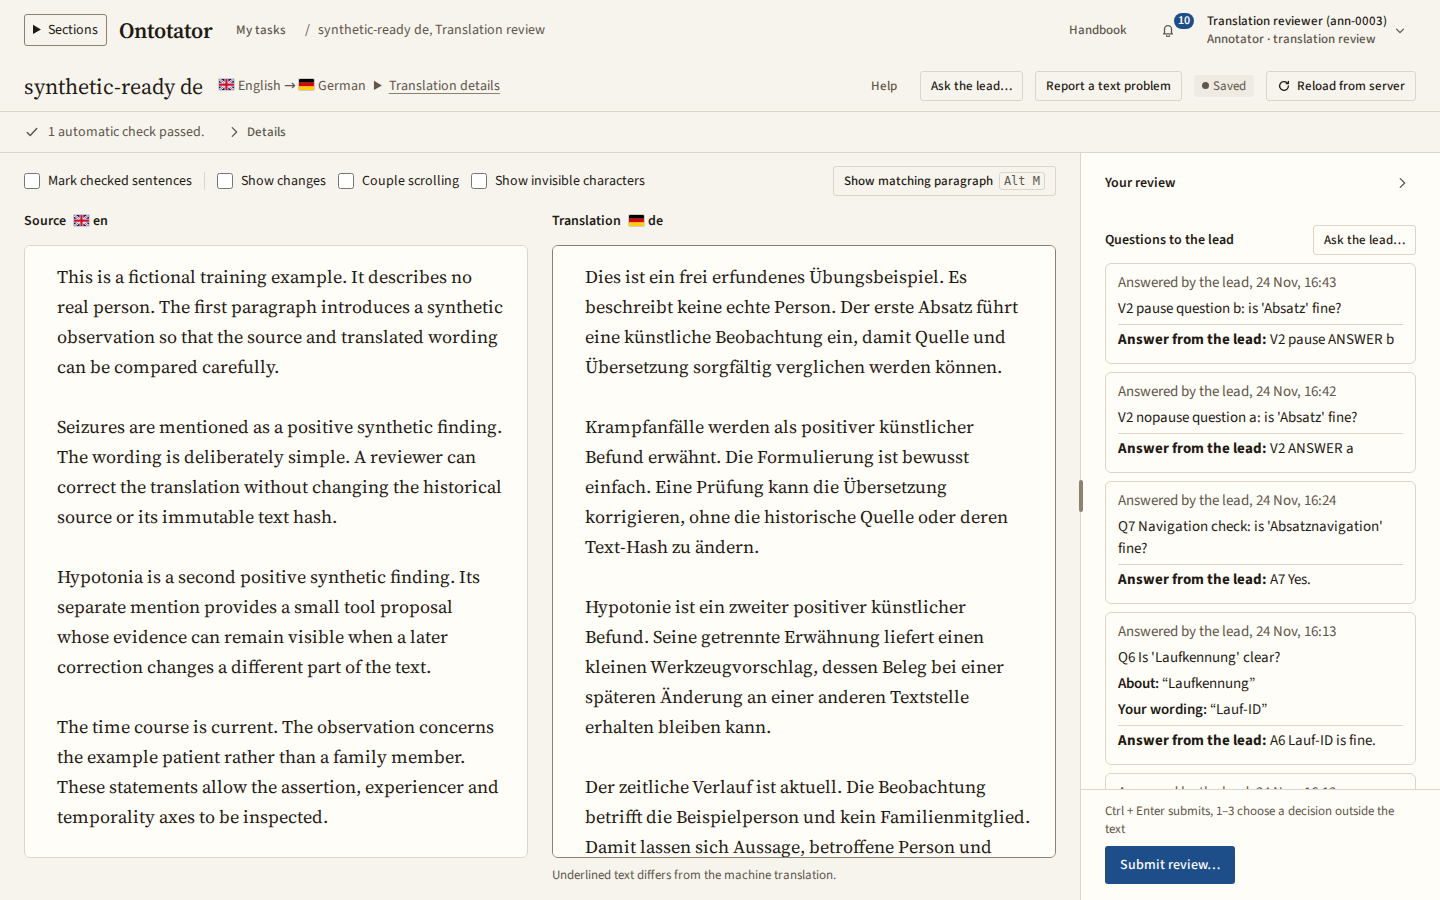 Sections
Ontotator
My tasks / synthetic-ready de, Translation review
Handbook
10
Translation reviewer (ann-0003)
Annotator · translation review
synthetic-ready de
English → German
Translation details
Help
Ask the lead...
Report a text problem
Saved
Reload from server
1 automatic check passed.
Details
Mark checked sentences
Show changes
Couple scrolling
Show invisible characters
Show matching paragraph Alt M
Source en
This is a fictional training example. It describes no
real person. The first paragraph introduces a synthetic
observation so that the source and translated wording
can be compared carefully.
Seizures are mentioned as a positive synthetic finding.
The wording is deliberately simple. A reviewer can
correct the translation without changing the historical
source or its immutable text hash.
Hypotonia is a second positive synthetic finding. Its
separate mention provides a small tool proposal
whose evidence can remain visible when a later
correction changes a different part of the text.
The time course is current. The observation concerns
the example patient rather than a family member.
These statements allow the assertion, experiencer and
temporality axes to be inspected.
Translation de
Dies ist ein frei erfundenes Übungsbeispiel. Es
beschreibt keine echte Person. Der erste Absatz führt
eine künstliche Beobachtung ein, damit Quelle und
Übersetzung sorgfältig verglichen werden können.
Krampfanfälle werden als positiver künstlicher
Befund erwähnt. Die Formulierung ist bewusst
einfach. Eine Prüfung kann die Übersetzung
korrigieren, ohne die historische Quelle oder deren
Text-Hash zu ändern.
Hypotonie ist ein zweiter positiver künstlicher
Befund. Seine getrennte Erwähnung liefert einen
kleinen Werkzeugvorschlag, dessen Beleg bei einer
späteren Änderung an einer anderen Textstelle
erhalten bleiben kann.
Der zeitliche Verlauf ist aktuell. Die Beobachtung
betrifft die Beispielperson und kein Familienmitglied.
Damit lassen sich Aussage, betroffene Person und
Underlined text differs from the machine translation.
Your review
Questions to the lead
Ask the lead...
Answered by the lead, 24 Nov, 16:43
V2 pause question b: is 'Absatz' fine?
Answer from the lead: V2 pause ANSWER b
Answered by the lead, 24 Nov, 16:42
V2 nopause question a: is 'Absatz' fine?
Answer from the lead: V2 ANSWER a
Answered by the lead, 24 Nov, 16:24
Q7 Navigation check: is 'Absatznavigation'
fine?
Answer from the lead: A7 Yes.
Answered by the lead, 24 Nov, 16:13
Q6 Is 'Laufkennung' clear?
About: “Laufkennung”
Your wording: “Lauf-ID”
Answer from the lead: A6 Lauf-ID is fine.
Ctrl + Enter submits, 1–3 choose a decision outside the
text
Submit review...